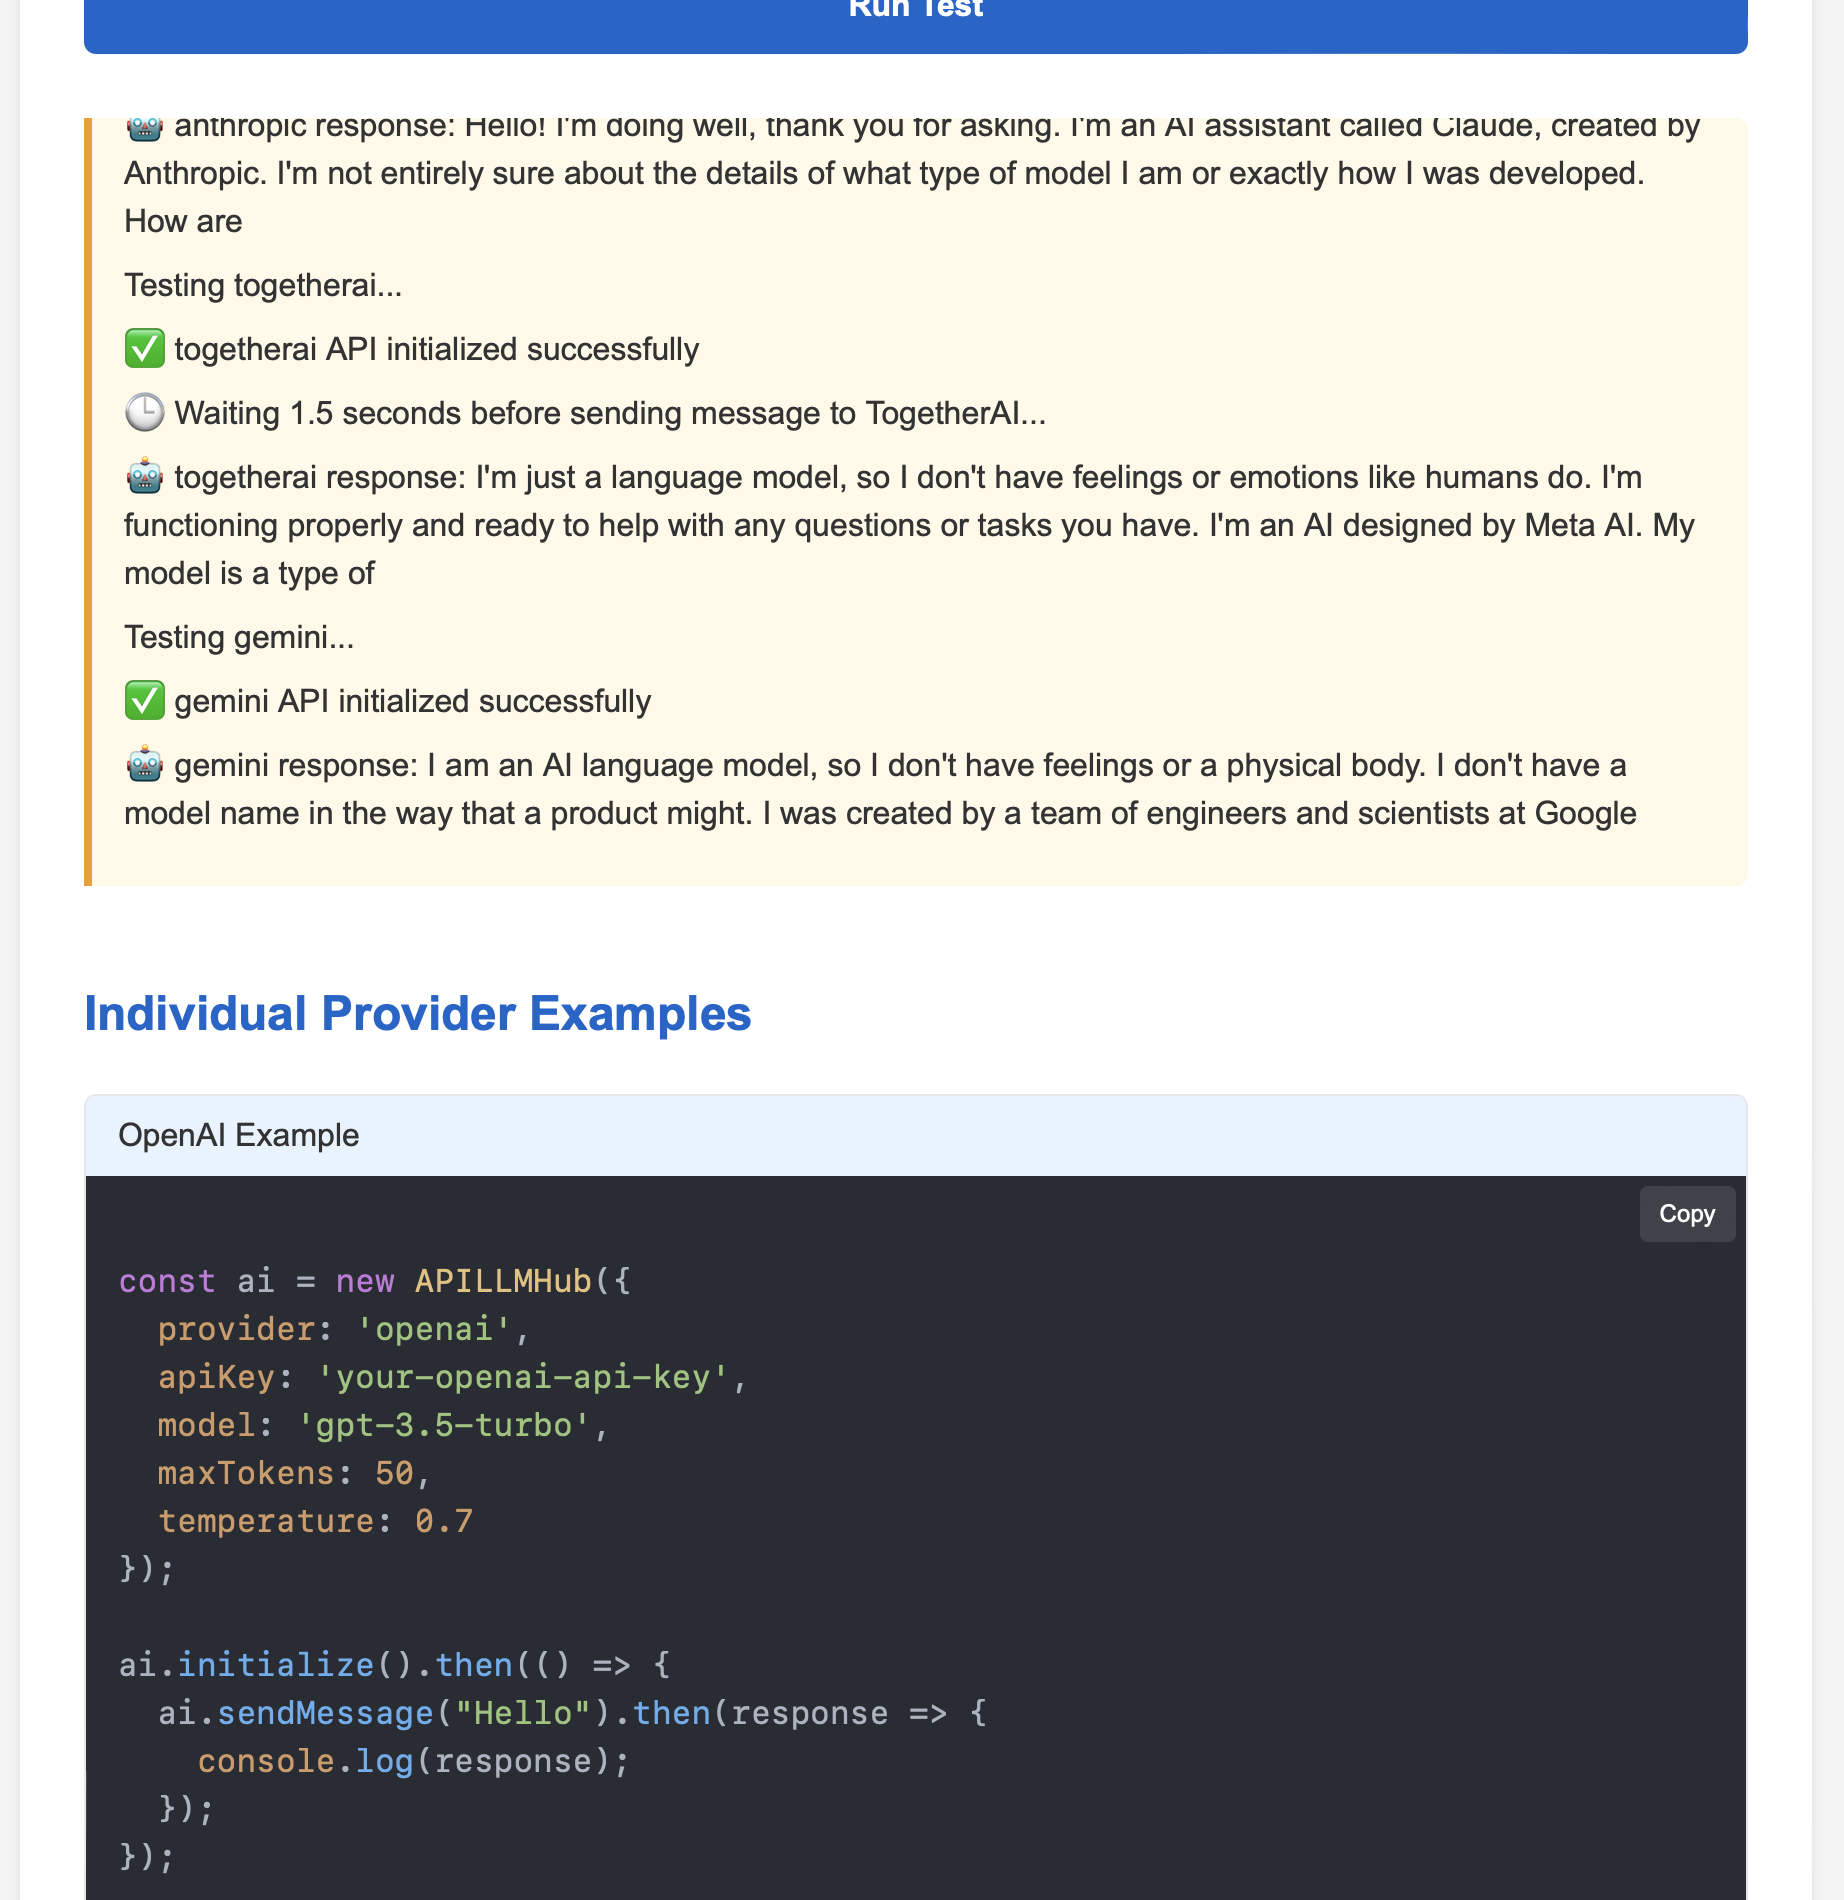 Run Test
🤖 anthropic response: Hello! I'm doing well, thank you for asking. I'm an AI assistant called Claude, created by
Anthropic. I'm not entirely sure about the details of what type of model I am or exactly how I was developed.
How are
Testing togetherai...
✅ togetherai API initialized successfully
🕒 Waiting 1.5 seconds before sending message to TogetherAI...
🤖 togetherai response: I'm just a language model, so I don't have feelings or emotions like humans do. I'm
functioning properly and ready to help with any questions or tasks you have. I'm an AI designed by Meta AI. My
model is a type of
Testing gemini...
✅ gemini API initialized successfully
🤖 gemini response: I am an AI language model, so I don't have feelings or a physical body. I don't have a
model name in the way that a product might. I was created by a team of engineers and scientists at Google
Individual Provider Examples
OpenAI Example
Copy
const ai = new APILLMHub({
  provider: 'openai',
  apiKey: 'your-openai-api-key',
  model: 'gpt-3.5-turbo',
  maxTokens: 50,
  temperature: 0.7
});
ai.initialize().then(() => {
  ai.sendMessage("Hello").then(response => {
    console.log(response);
  });
});